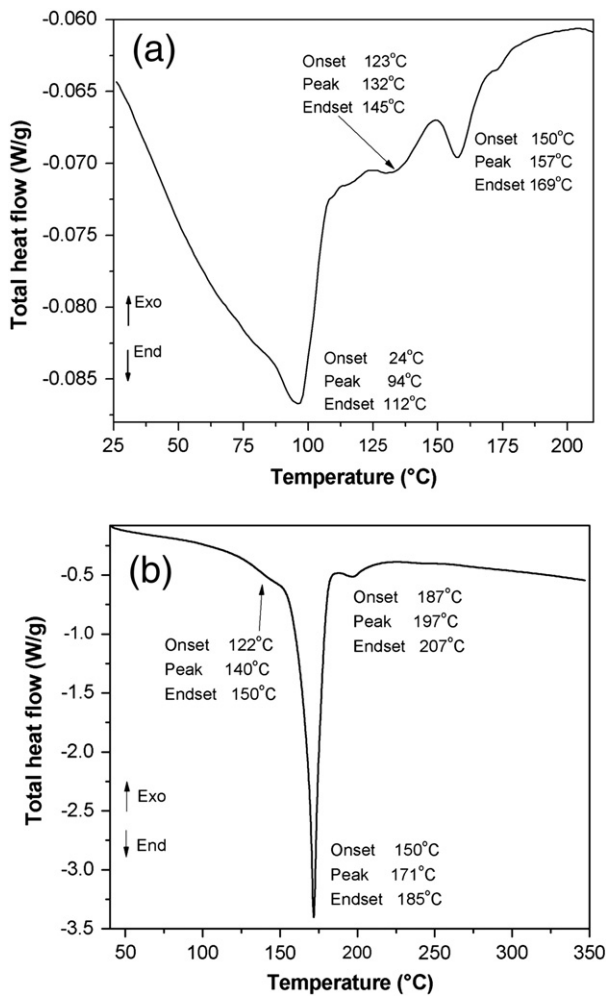 (a)
Total heat flow (W/g)
-0.060
-0.065
-0.070
-0.075
-0.080
-0.085
Onset 123°C
Peak 132°C
Endset 145°C
Onset 150°C
Peak 157°C
Endset 169°C
Exo
End
Onset 24°C
Peak 94°C
Endset 112°C
25 50 75 100 125 150 175 200
Temperature (°C)
(b)
Total heat flow (W/g)
-0.5
-1.0
-1.5
-2.0
-2.5
-3.0
-3.5
Onset 122°C
Peak 140°C
Endset 150°C
Onset 187°C
Peak 197°C
Endset 207°C
Exo
End
Onset 150°C
Peak 171°C
Endset 185°C
50 100 150 200 250 300 350
Temperature (°C)